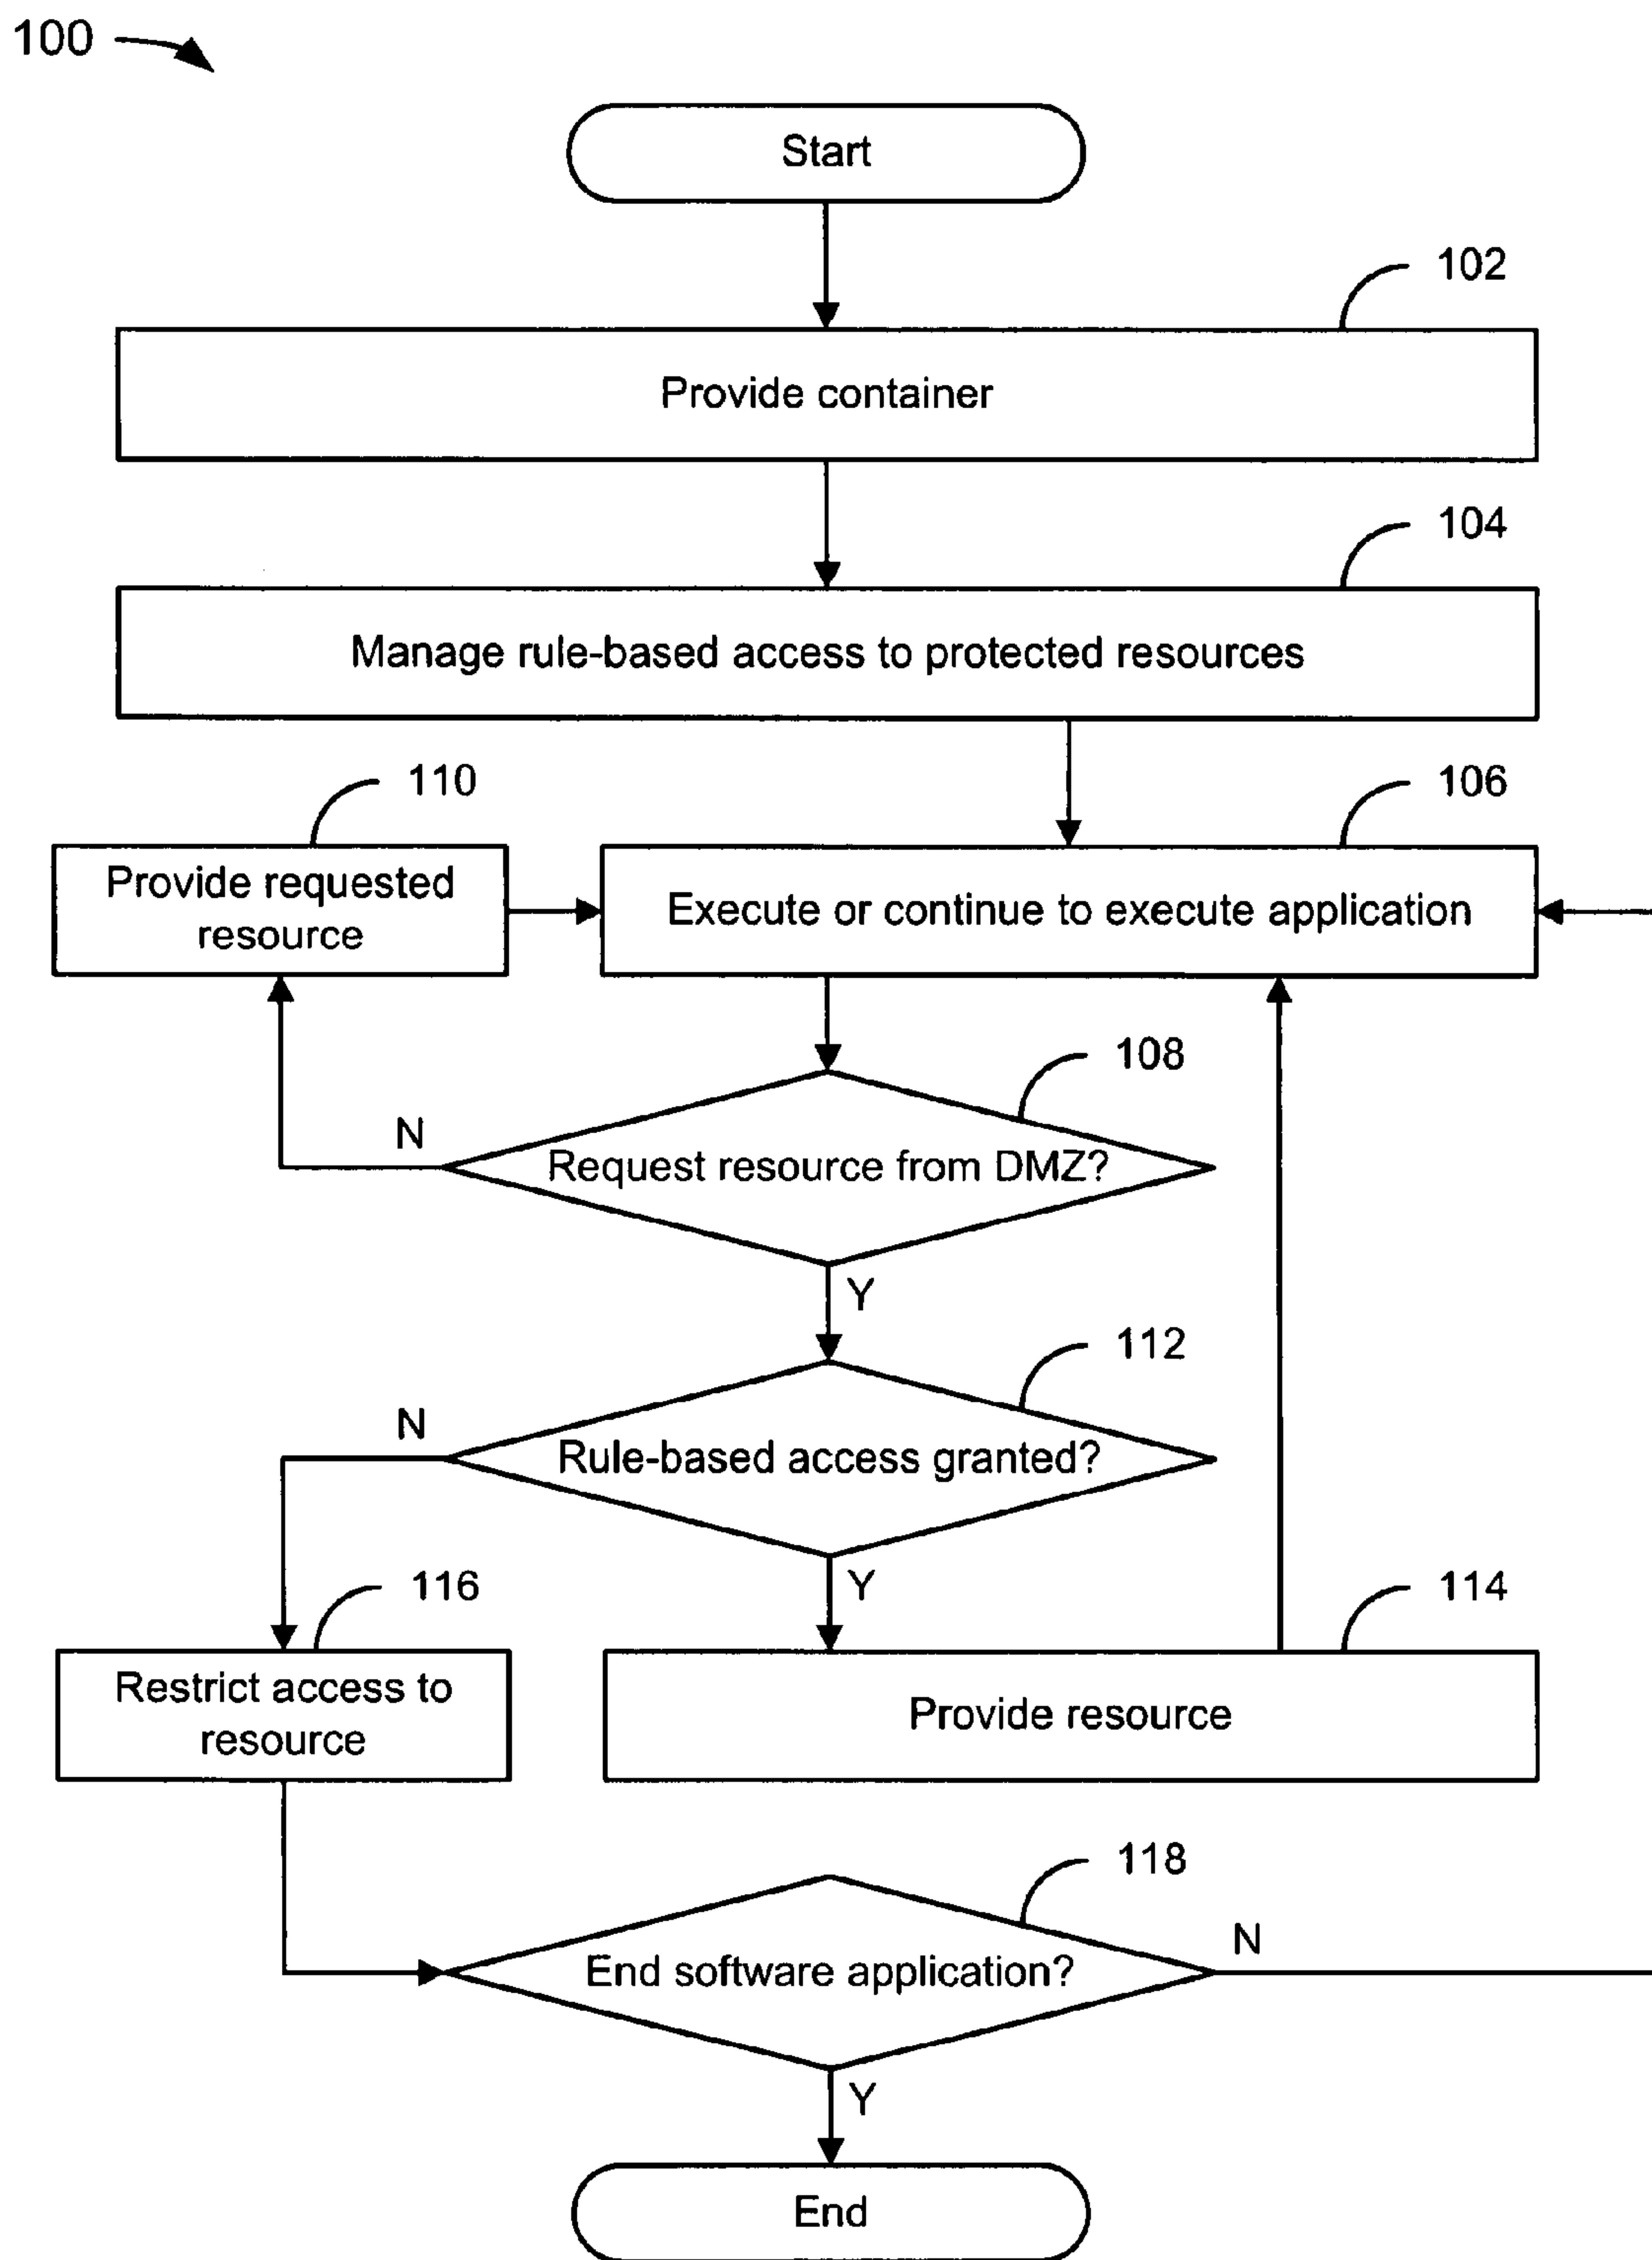 100
Start
102
Provide container
104
Manage rule-based access to protected resources
110
106
Provide requested
resource
Execute or continue to execute application
108
N
Request resource from DMZ?
Y
112
N
Rule-based access granted?
Y
116
114
Restrict access to
resource
Provide resource
118
N
End software application?
Y
End